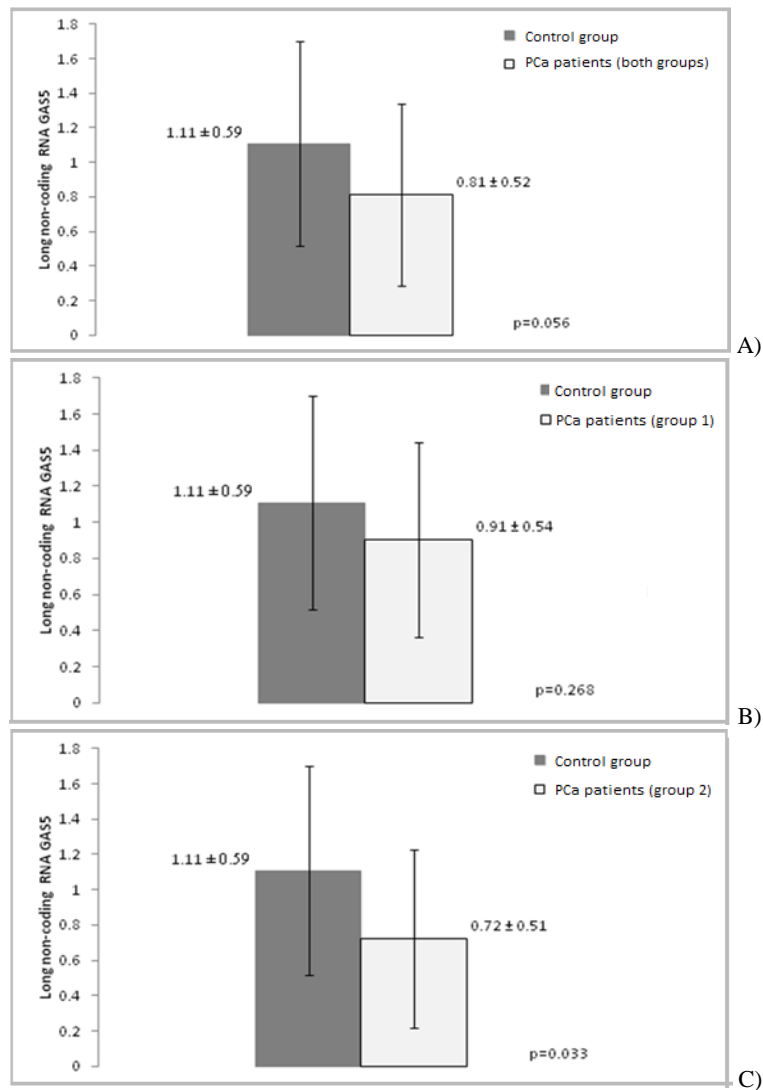 1.8
1.6
1.4
1.2
1
0.8
0.6
0.4
0.2
0
Long non-coding RNA GAS5
Control group
PCa patients (both groups)
1.11 ± 0.59
0.81 ± 0.52
p=0.056
A)
1.8
1.6
1.4
1.2
1
0.8
0.6
0.4
0.2
0
Long non-coding RNA GAS5
Control group
PCa patients (group 1)
1.11 ± 0.59
0.91 ± 0.54
p=0.268
B)
1.8
1.6
1.4
1.2
1
0.8
0.6
0.4
0.2
0
Long non-coding RNA GAS5
Control group
PCa patients (group 2)
1.11 ± 0.59
0.72 ± 0.51
p=0.033
C)